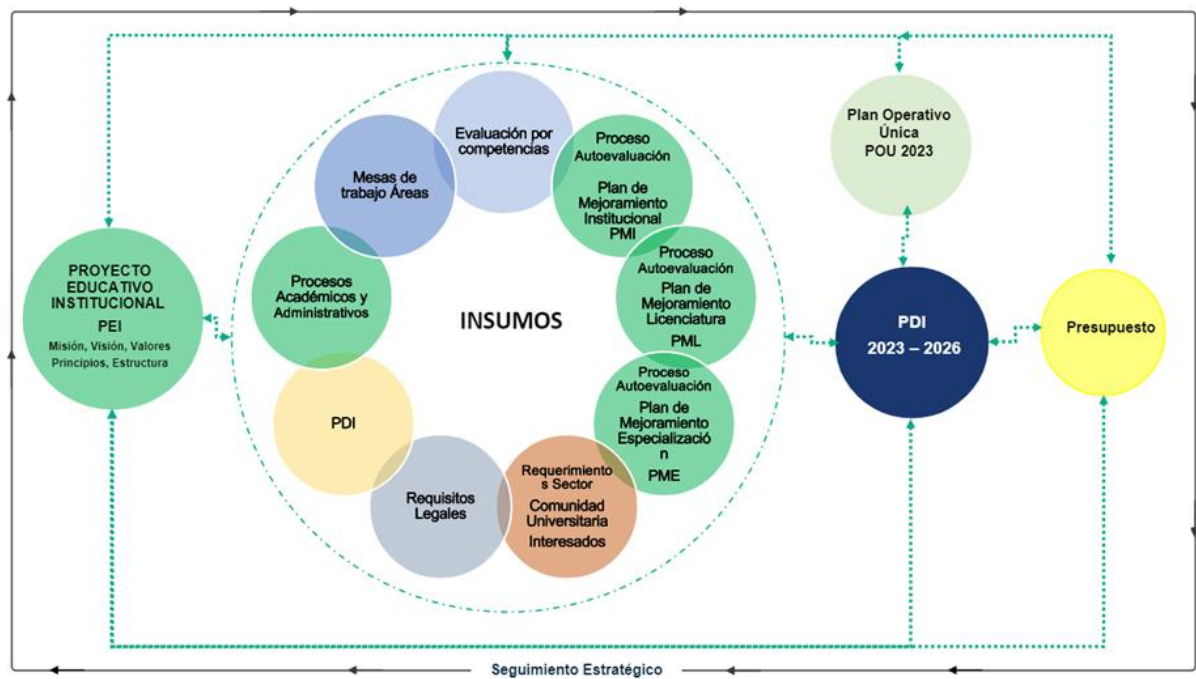 PROYECTO
EDUCATIVO
INSTITUCIONAL
PEI
Misión, Visión, Valores
Principios, Estructura
INSUMOS
Evaluación por
competencias
Proceso
Autoevaluación
Plan de
Mejoramiento
Institucional
PMI
Proceso
Autoevaluación
Plan de
Mejoramiento
Licenciatura
PML
Proceso
Autoevaluación
Plan de
Mejoramiento
Especializació
n
PME
Requerimiento
s Sector
Comunidad
Universitaria
Interesados
Requisitos
Legales
PDI
Procesos
Académicos y
Administrativos
Mesas de
trabajo Áreas
Plan Operativo
Única
POU 2023
PDI
2023 – 2026
Presupuesto
Seguimiento Estratégico